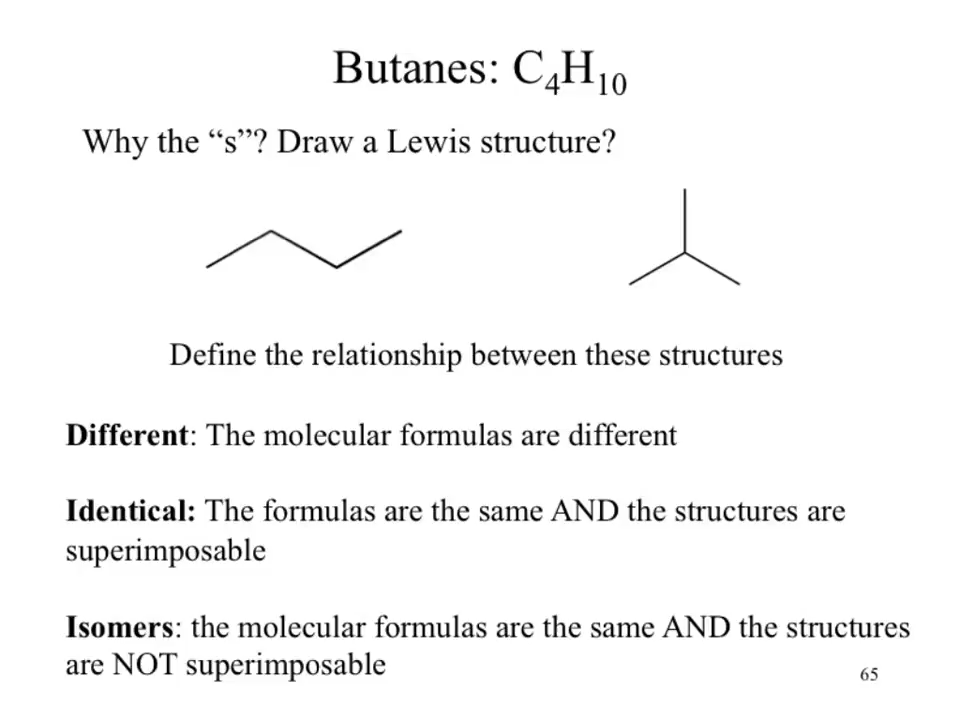 Butanes: C₄H₁₀
Why the “s”? Draw a Lewis structure?
Define the relationship between these structures
Different: The molecular formulas are different
Identical: The formulas are the same AND the structures are
superimposable
Isomers: the molecular formulas are the same AND the structures
are NOT superimposable
65